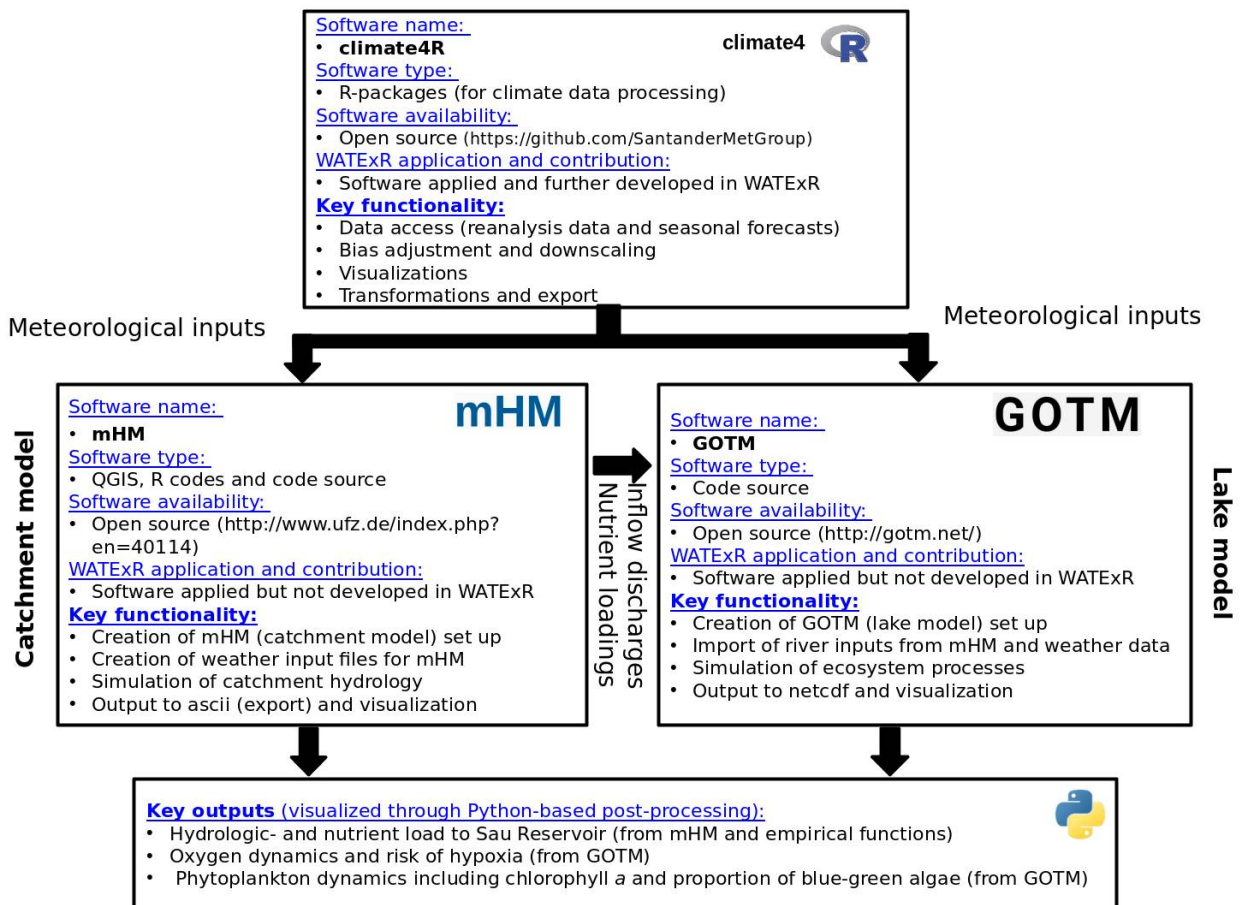 Software name:
• climate4R
climate4 R
Software type:
• R-packages (for climate data processing)
Software availability:
• Open source (https://github.com/SantanderMetGroup)
WATExR application and contribution:
• Software applied and further developed in WATExR
Key functionality:
• Data access (reanalysis data and seasonal forecasts)
• Bias adjustment and downscaling
• Visualizations
• Transformations and export
Meteorological inputs
Meteorological inputs
Catchment model
mHM
Software name:
• mHM
Software type:
• QGIS, R codes and code source
Software availability:
• Open source (http://www.ufz.de/index.php?
en=40114)
WATExR application and contribution:
• Software applied but not developed in WATExR
Key functionality:
• Creation of mHM (catchment model) set up
• Creation of weather input files for mHM
• Simulation of catchment hydrology
• Output to ascii (export) and visualization
Inflow discharges
Nutrient loadings
GOTM
Software name:
• GOTM
Software type:
• Code source
Software availability:
• Open source (http://gotm.net/)
WATExR application and contribution:
• Software applied but not developed in WATExR
Key functionality:
• Creation of GOTM (lake model) set up
• Import of river inputs from mHM and weather data
• Simulation of ecosystem processes
• Output to netcdf and visualization
Lake model
Key outputs (visualized through Python-based post-processing):
• Hydrologic- and nutrient load to Sau Reservoir (from mHM and empirical functions)
• Oxygen dynamics and risk of hypoxia (from GOTM)
• Phytoplankton dynamics including chlorophyll a and proportion of blue-green algae (from GOTM)